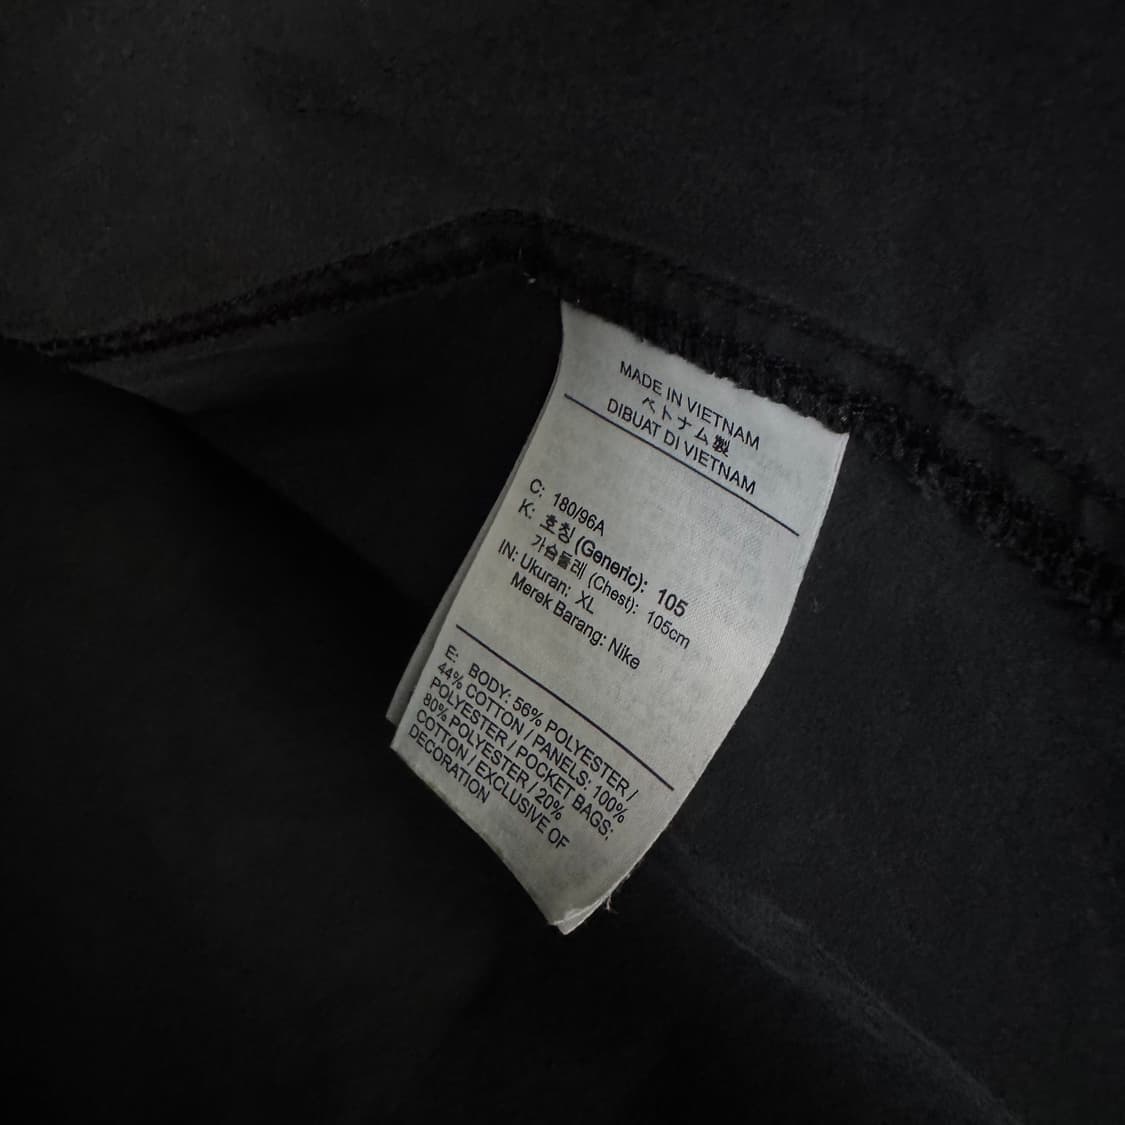 MADE IN VIETNAM
ベトナム製
DIBUAT DI VIETNAM
C: 180/96A
K: 호칭 (Generic): 105
가슴둘레 (Chest): 105cm
IN: Ukuran: XL
Merek Barang: Nike
E: BODY: 56% POLYESTER /
44% COTTON / PANELS: 100%
POLYESTER / POCKET BAGS:
80% POLYESTER / 20%
COTTON / EXCLUSIVE OF
DECORATION